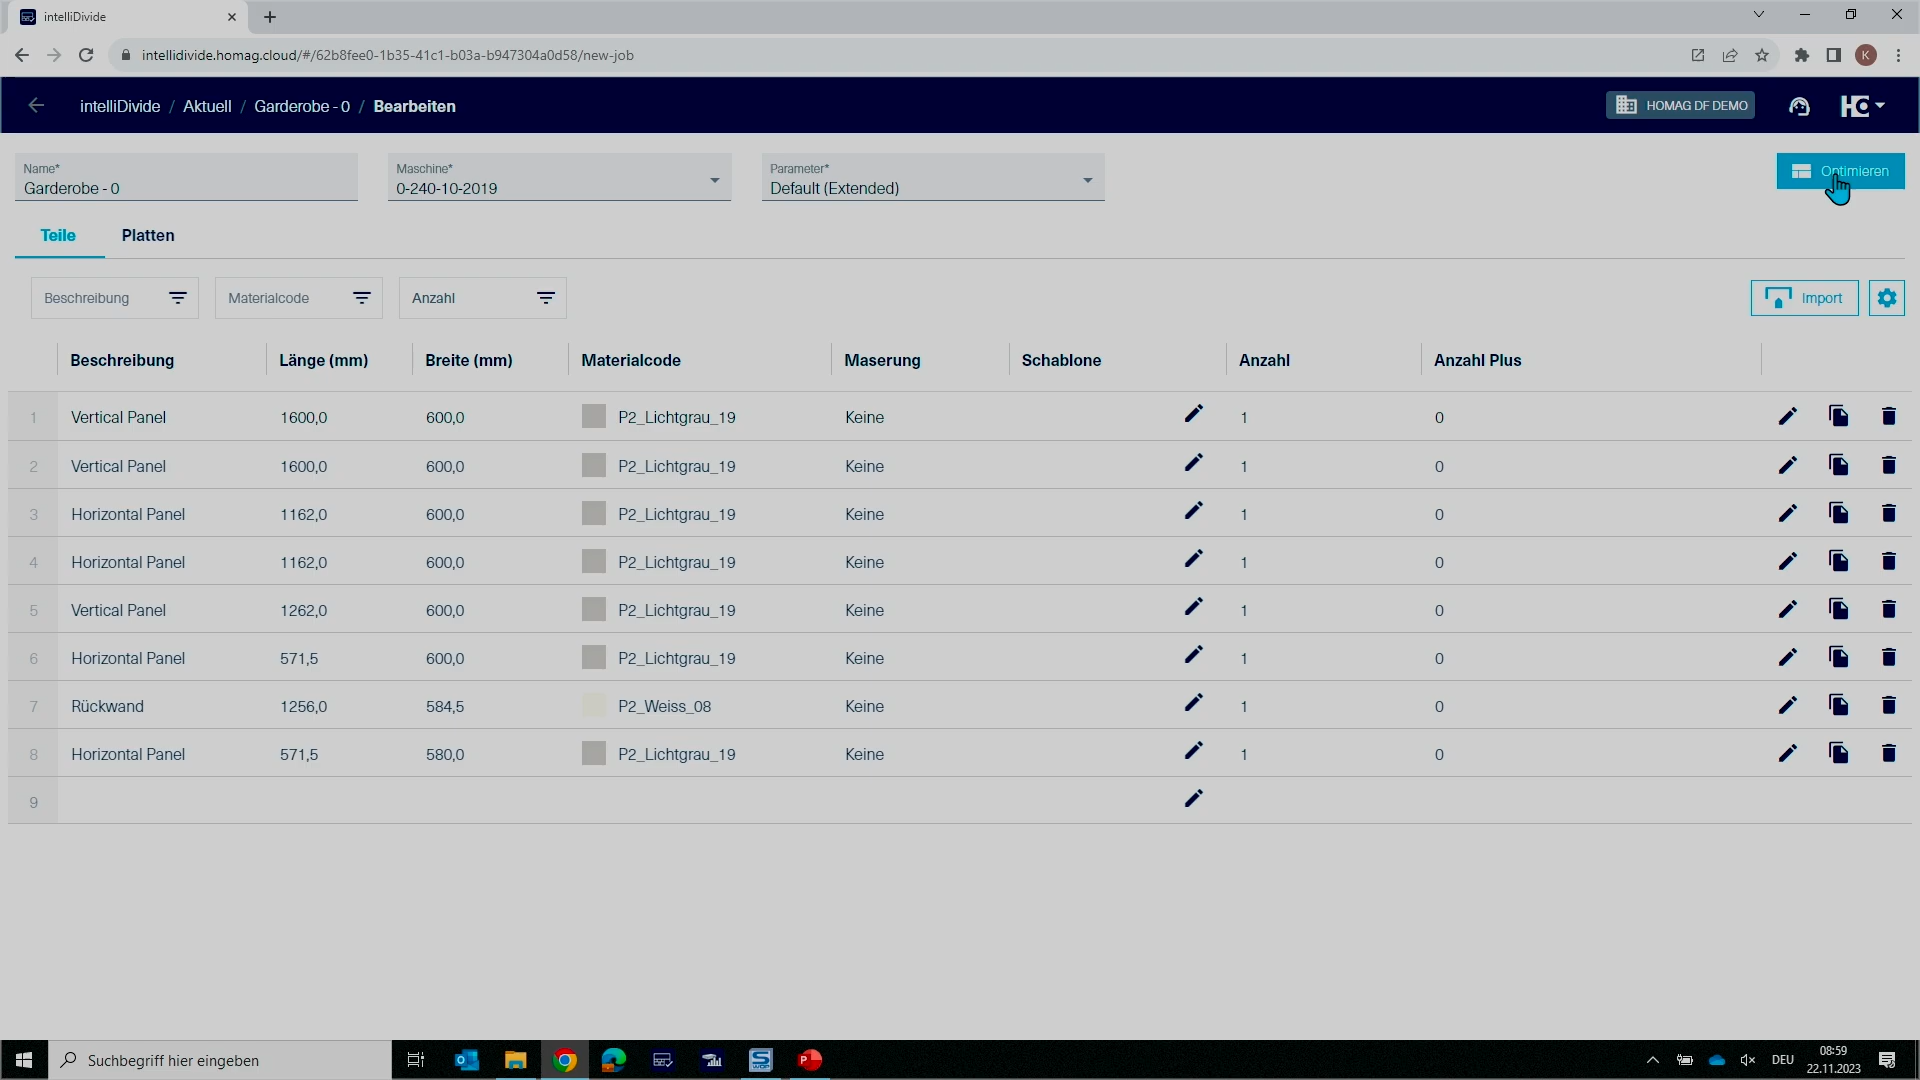 intelliDivide
intellidivide.homag.cloud/#/62b8fee0-1b35-41c1-b03a-b947304a0d58/new-job
K
intelliDivide / Aktuell / Garderobe - 0 / Bearbeiten
HOMAG DF DEMO
Name*
Garderobe - 0
Maschine*
0-240-10-2019
Parameter*
Default (Extended)
Optimieren
Teile Platten
Beschreibung Materialcode Anzahl Import
Beschreibung Länge (mm) Breite (mm) Materialcode Maserung Schablone Anzahl Anzahl Plus
1 Vertical Panel 1600,0 600,0 P2_Lichtgrau_19 Keine 1 0
2 Vertical Panel 1600,0 600,0 P2_Lichtgrau_19 Keine 1 0
3 Horizontal Panel 1162,0 600,0 P2_Lichtgrau_19 Keine 1 0
4 Horizontal Panel 1162,0 600,0 P2_Lichtgrau_19 Keine 1 0
5 Vertical Panel 1262,0 600,0 P2_Lichtgrau_19 Keine 1 0
6 Horizontal Panel 571,5 600,0 P2_Lichtgrau_19 Keine 1 0
7 Rückwand 1256,0 584,5 P2_Weiss_08 Keine 1 0
8 Horizontal Panel 571,5 580,0 P2_Lichtgrau_19 Keine 1 0
9
Suchbegriff hier eingeben
DEU
08:59
22.11.2023